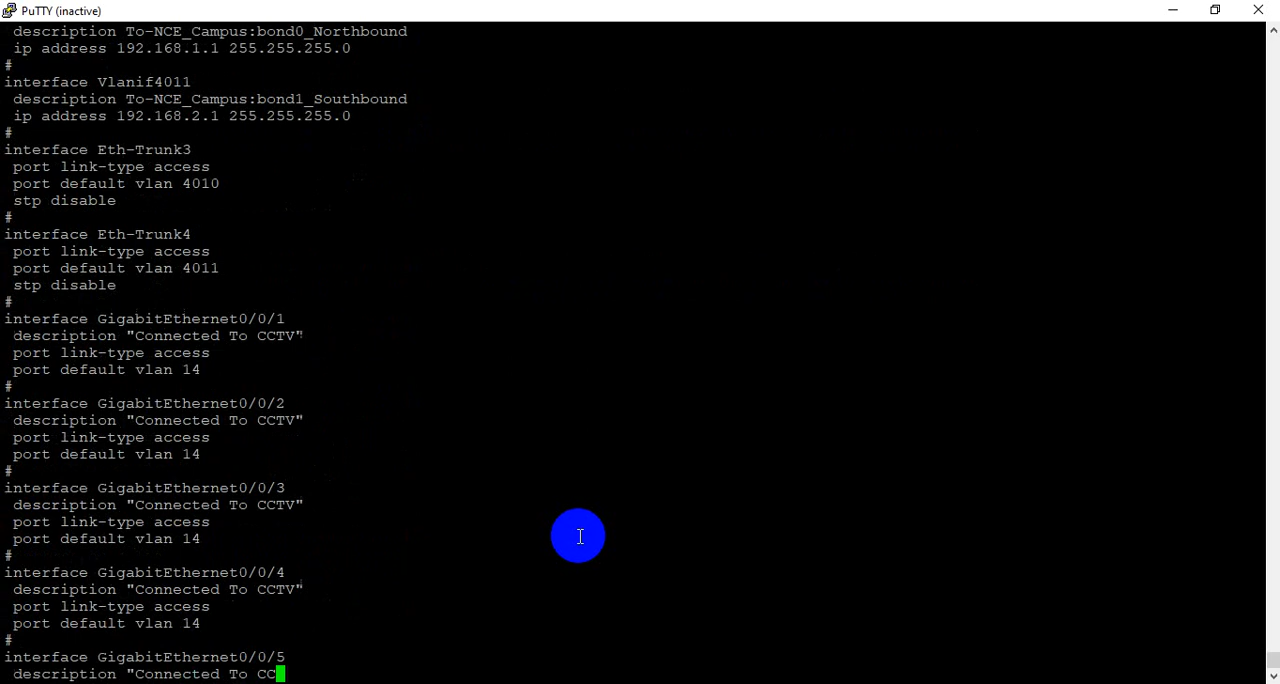 PuTTY (inactive)
description To-NCE_Campus:bond0_Northbound
ip address 192.168.1.1 255.255.255.0
#
interface Vlanif4011
description To-NCE_Campus:bond1_Southbound
ip address 192.168.2.1 255.255.255.0
#
interface Eth-Trunk3
port link-type access
port default vlan 4010
stp disable
#
interface Eth-Trunk4
port link-type access
port default vlan 4011
stp disable
#
interface GigabitEthernet0/0/1
description "Connected To CCTV"
port link-type access
port default vlan 14
#
interface GigabitEthernet0/0/2
description "Connected To CCTV"
port link-type access
port default vlan 14
#
interface GigabitEthernet0/0/3
description "Connected To CCTV"
port link-type access
port default vlan 14
#
interface GigabitEthernet0/0/4
description "Connected To CCTV"
port link-type access
port default vlan 14
#
interface GigabitEthernet0/0/5
description "Connected To CC